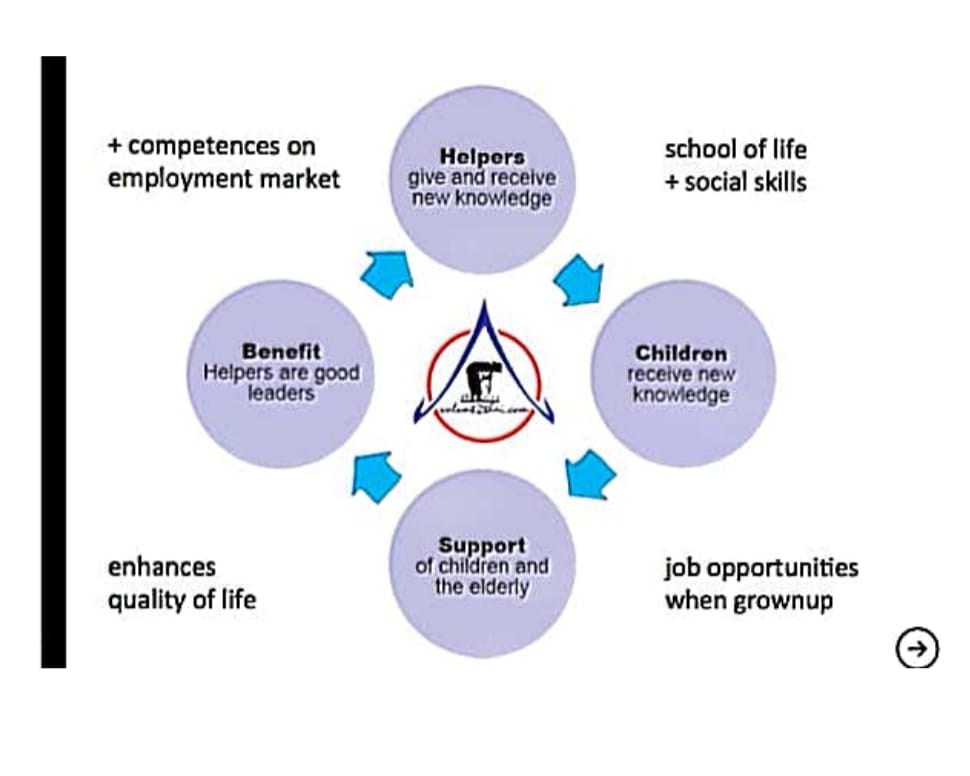 + competences on
employment market
Helpers
give and receive
new knowledge
school of life
+ social skills
Benefit
Helpers are good
leaders
Children
receive new
knowledge
Support
of children and
the elderly
enhances
quality of life
job opportunities
when grownup